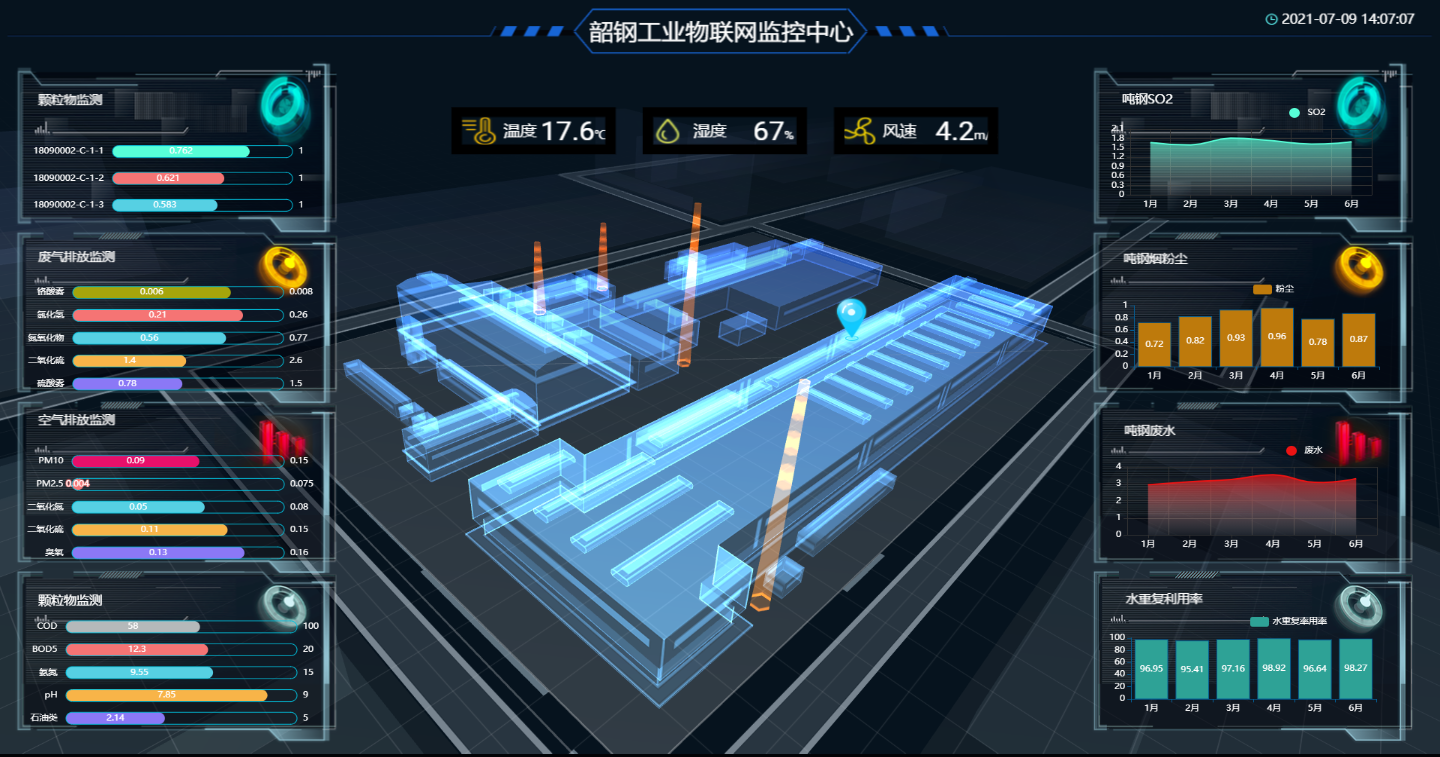 韶钢工业物联网监控中心
2021-07-09 14:07:07
温度 17.6℃
湿度 67%
风速 4.2m/
颗粒物监测
18090002-C-1-1 0.762 1
18090002-C-1-2 0.621 1
18090002-C-1-3 0.583 1
废气排放监测
铬酸雾 0.006 0.008
氯化氢 0.21 0.26
氮氧化物 0.56 0.77
二氧化硫 1.4 2.6
硫酸雾 0.78 1.5
空气排放监测
PM10 0.09 0.15
PM2.5 0.004 0.075
二氧化氮 0.05 0.08
二氧化硫 0.11 0.15
臭氧 0.13 0.16
颗粒物监测
COD 58 100
BOD5 12.3 20
氨氮 9.55 15
pH 7.85 9
石油类 2.14 5
吨钢SO2
SO2
2.1
1.8
1.5
1.2
0.9
0.6
0.3
0
1月 2月 3月 4月 5月 6月
吨钢烟粉尘
粉尘
1
0.8
0.6
0.4
0.2
0
0.72 0.82 0.93 0.96 0.78 0.87
1月 2月 3月 4月 5月 6月
吨钢废水
废水
4
3
2
1
0
1月 2月 3月 4月 5月 6月
水重复利用率
水重复率用率
100
80
60
40
20
0
96.95 95.41 97.16 98.92 96.64 98.27
1月 2月 3月 4月 5月 6月